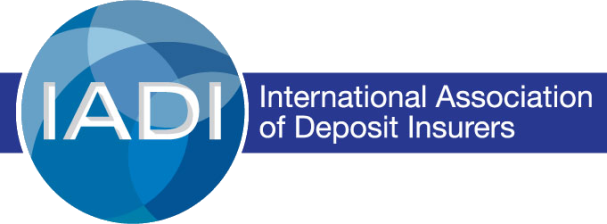 IADI
International Association
of Deposit Insurers